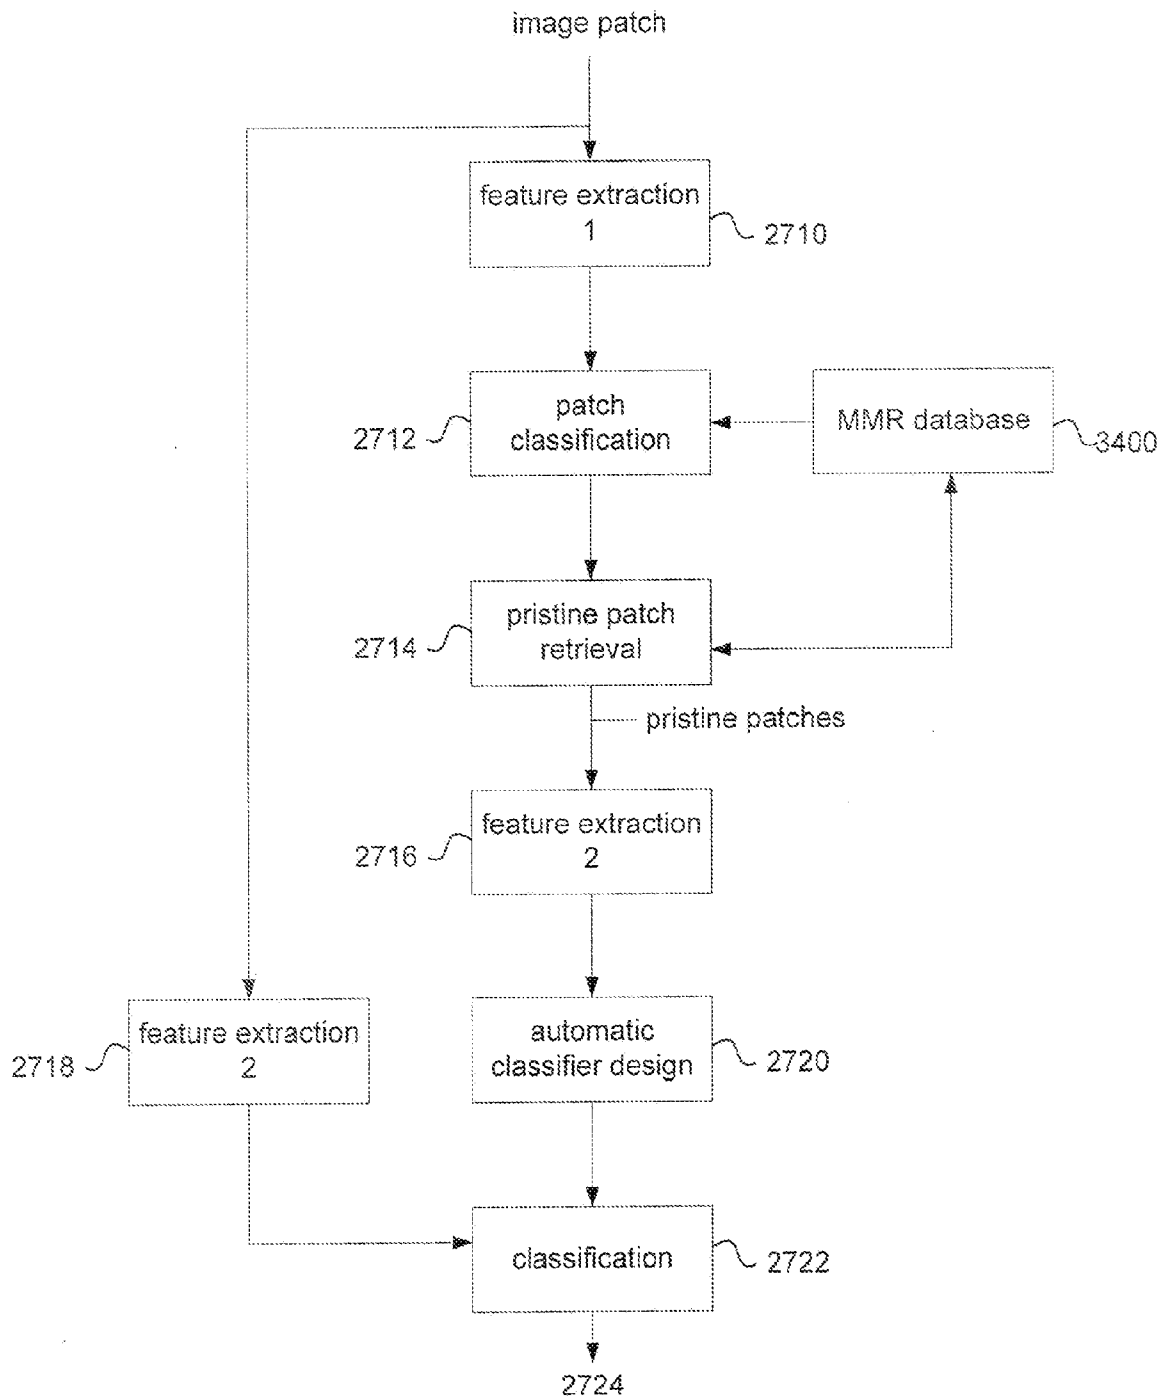 image patch
feature extraction
1
2710
patch
classification
2712
MMR database
3400
pristine patch
retrieval
2714
pristine patches
feature extraction
2
2716
feature extraction
2
2718
automatic
classifier design
2720
classification
2722
2724